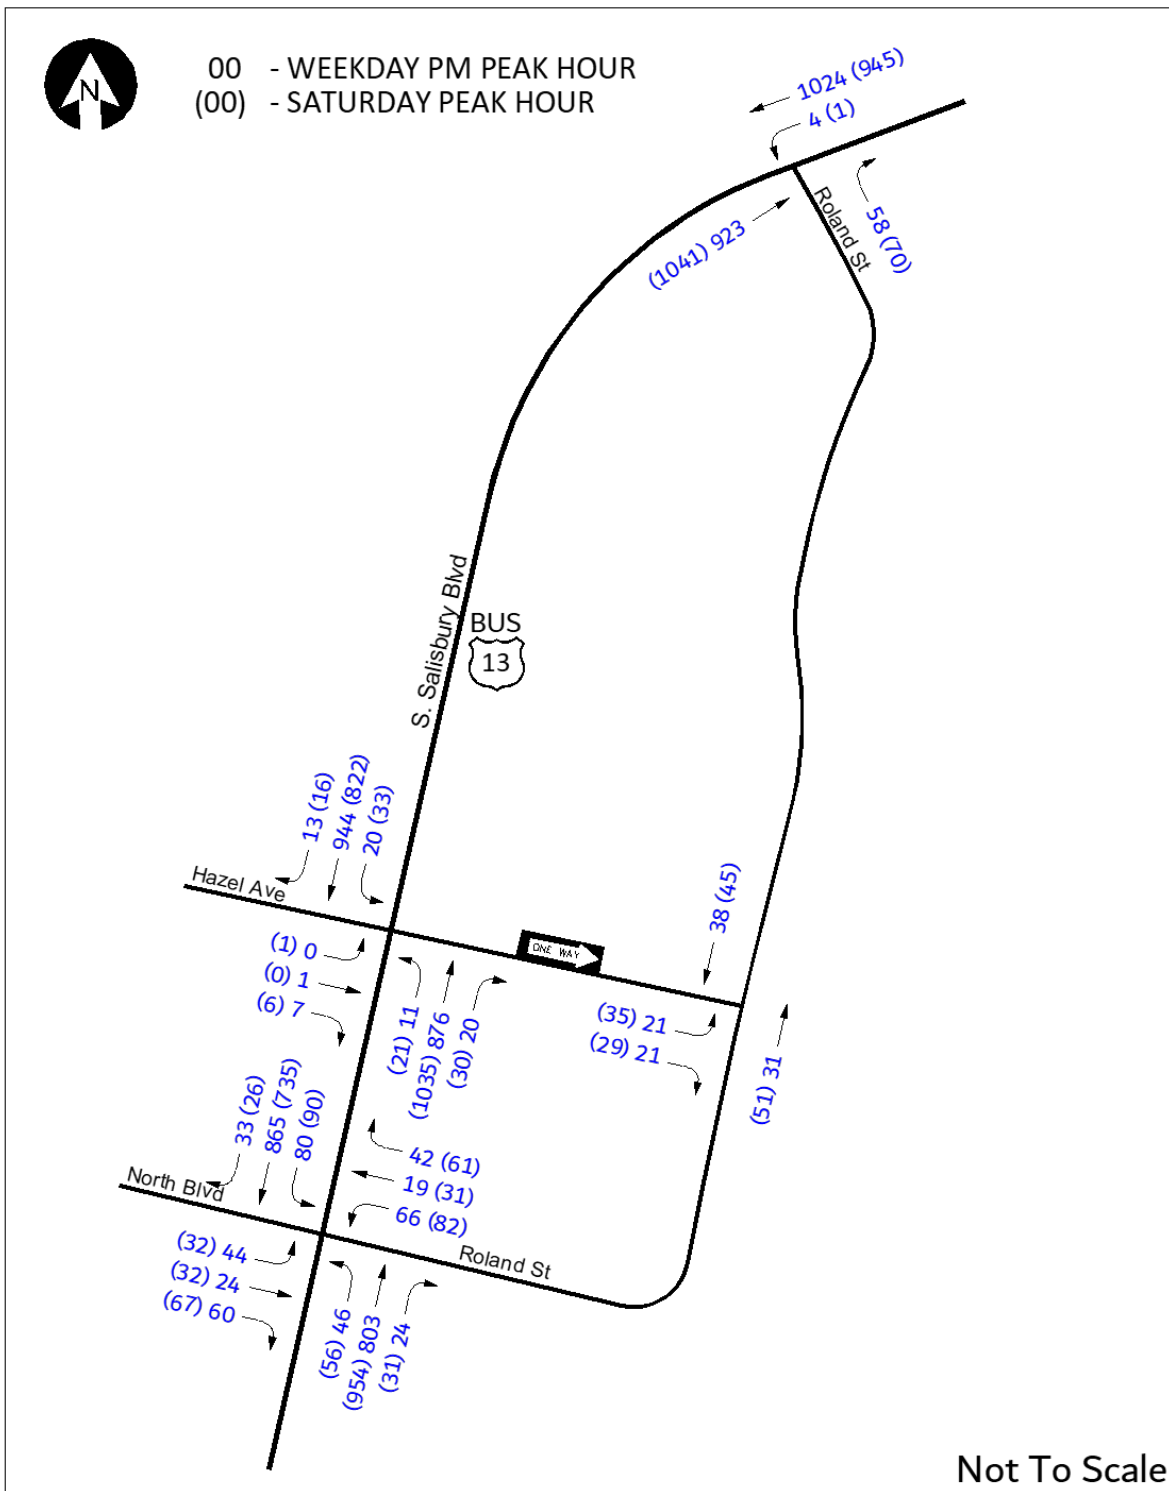 N
00 - WEEKDAY PM PEAK HOUR
(00) - SATURDAY PEAK HOUR
1024 (945)
4 (1)
(1041) 923
Roland St
58 (70)
S. Salisbury Blvd
BUS
13
13 (16)
944 (822)
20 (33)
Hazel Ave
ONE WAY
38 (45)
(1) 0
(0) 1
(6) 7
(21) 11
(1035) 876
(30) 20
(35) 21
(29) 21
(51) 31
33 (26)
865 (735)
80 (90)
42 (61)
19 (31)
66 (82)
North Blvd
Roland St
(32) 44
(32) 24
(67) 60
(56) 46
(954) 803
(31) 24
Not To Scale